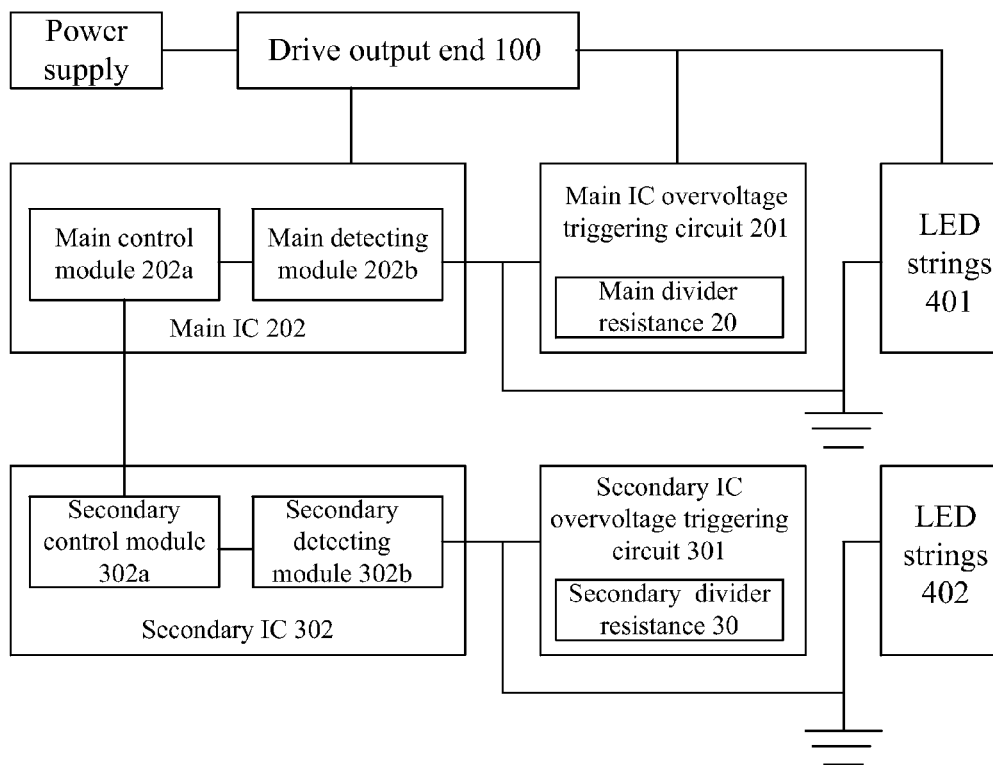 Power
supply
Drive output end 100
Main control
module 202a
Main detecting
module 202b
Main IC 202
Main IC overvoltage
triggering circuit 201
Main divider
resistance 20
LED
strings
401
Secondary
control module
302a
Secondary
detecting
module 302b
Secondary IC 302
Secondary IC
overvoltage triggering
circuit 301
Secondary divider
resistance 30
LED
strings
402